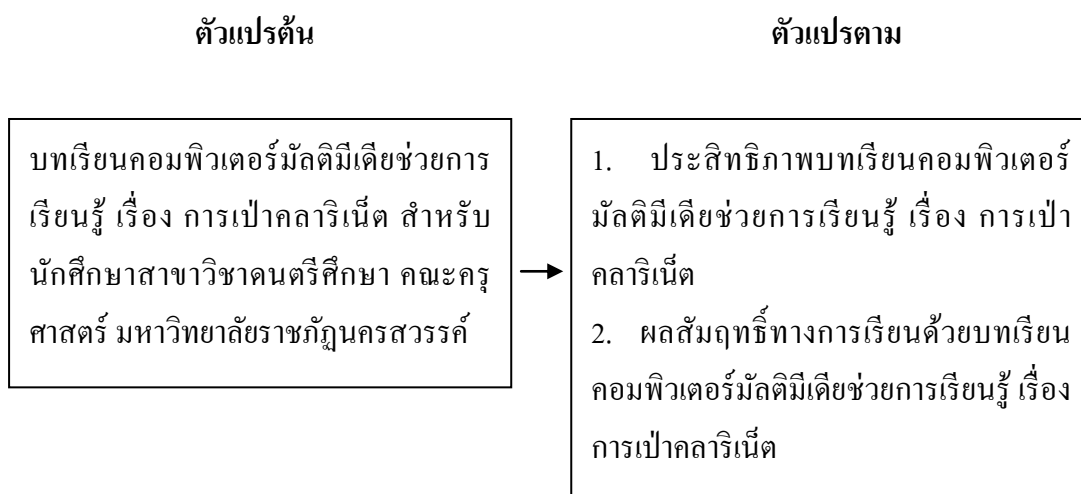 ตัวแปรต้น
ตัวแปรตาม
บทเรียนคอมพิวเตอร์มัลติมีเดียช่วยการ
เรียนรู้ เรื่อง การเป่าคลาริเน็ต สำหรับ
นักศึกษาสาขาวิชาดนตรีศึกษา คณะครุ
ศาสตร์ มหาวิทยาลัยราชภัฏนครสวรรค์
1. ประสิทธิภาพบทเรียนคอมพิวเตอร์
มัลติมีเดียช่วยการเรียนรู้ เรื่อง การเป่า
คลาริเน็ต
2. ผลสัมฤทธิ์ทางการเรียนด้วยบทเรียน
คอมพิวเตอร์มัลติมีเดียช่วยการเรียนรู้ เรื่อง
การเป่าคลาริเน็ต